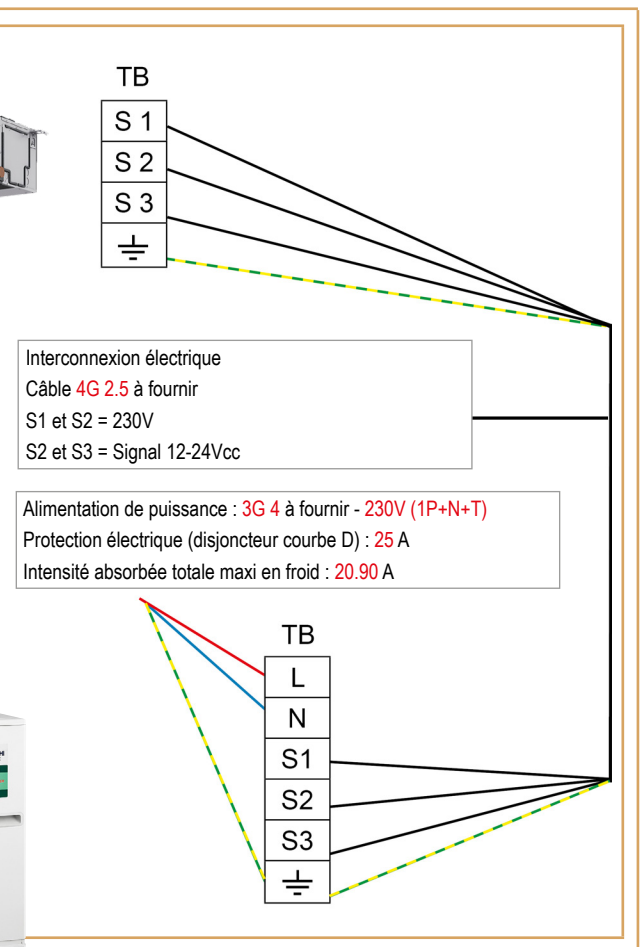 TB
S 1
S 2
S 3
Interconnexion électrique
Câble 4G 2.5 à fournir
S1 et S2 = 230V
S2 et S3 = Signal 12-24Vcc
Alimentation de puissance : 3G 4 à fournir - 230V (1P+N+T)
Protection électrique (disjoncteur courbe D) : 25 A
Intensité absorbée totale maxi en froid : 20.90 A
TB
L
N
S1
S2
S3